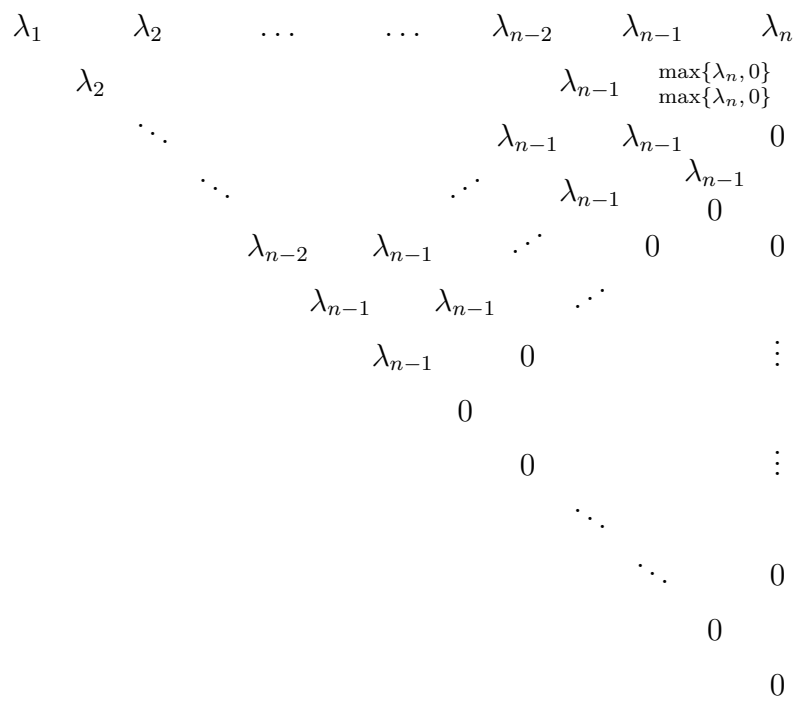 λ₁ λ₂ … … λₙ₋₂ λₙ₋₁ λₙ
λ₂ λₙ₋₁ max{λₙ, 0}
max{λₙ, 0}
⋱ λₙ₋₁ λₙ₋₁ 0
λₙ₋₁
⋱ ⋰ λₙ₋₁
0
λₙ₋₂ λₙ₋₁ ⋰ 0 0
λₙ₋₁ λₙ₋₁ ⋰
λₙ₋₁ 0 ⋮
0
0 ⋮
⋱
⋱ 0
0
0